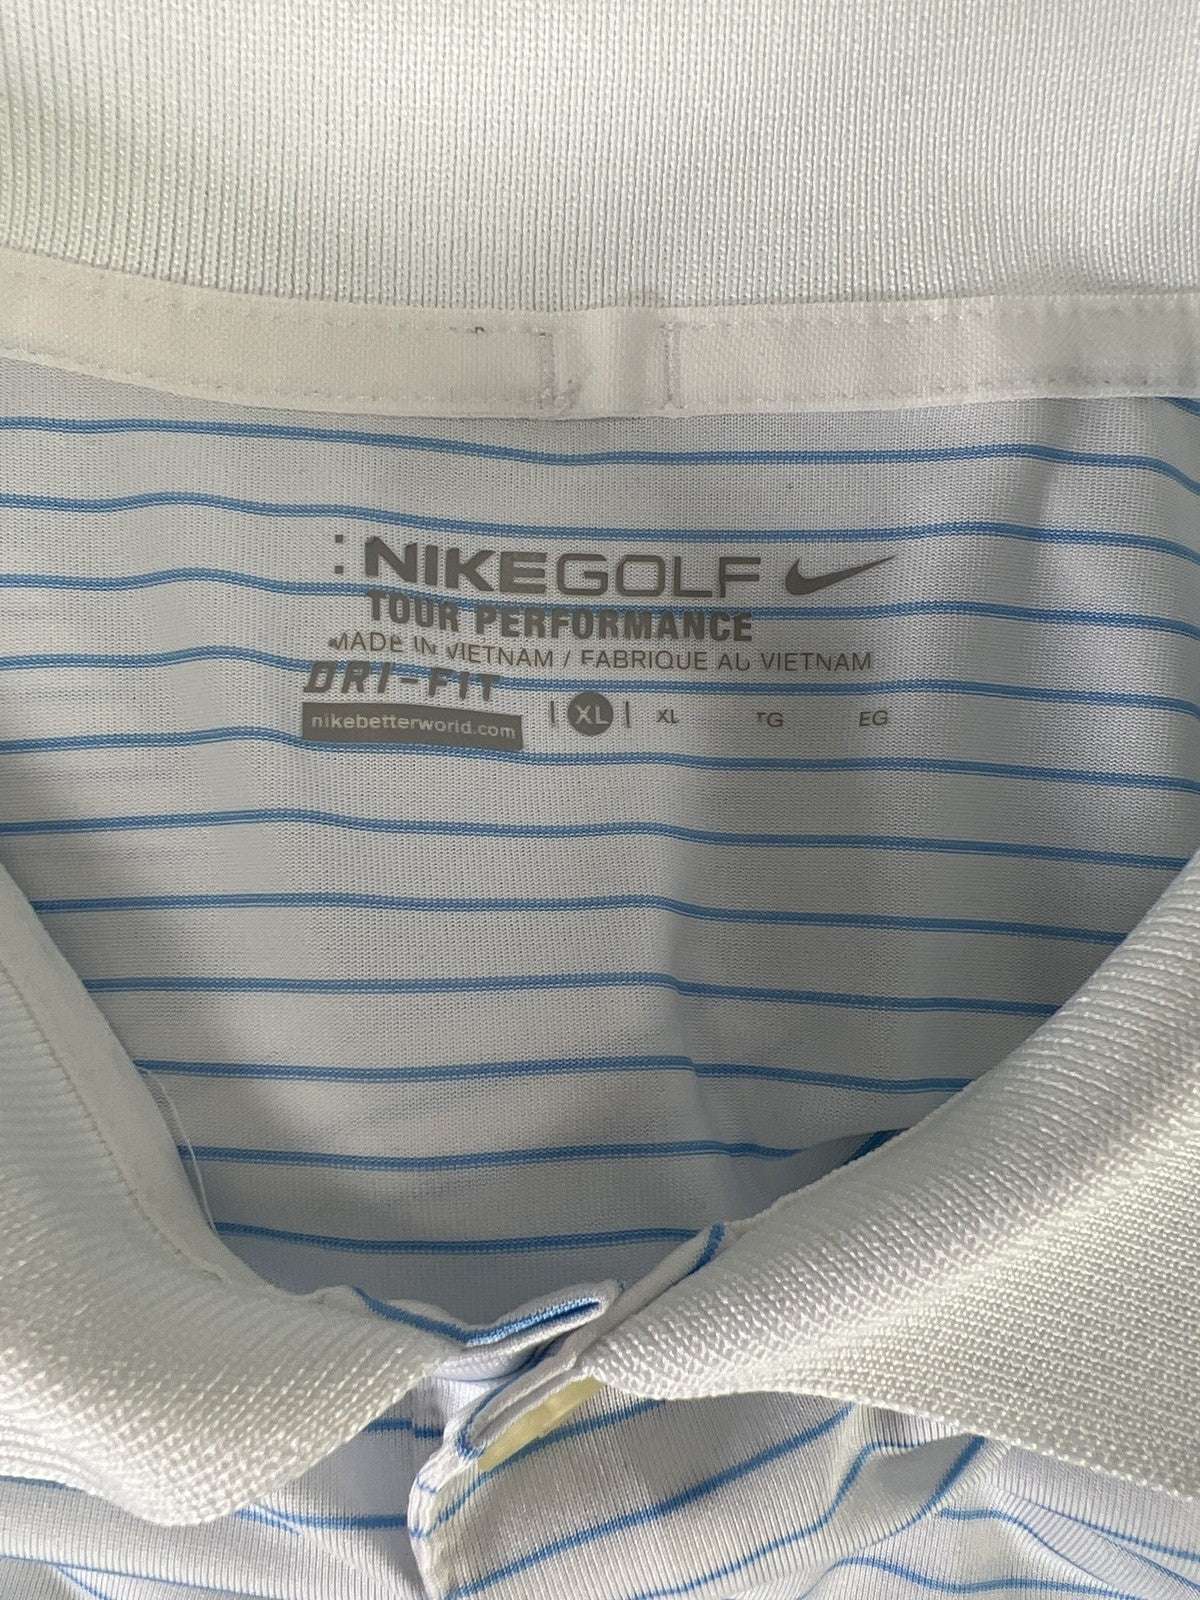 NIKEGOLF
TOUR PERFORMANCE
MADE IN VIETNAM / FABRIQUE AU VIETNAM
DRI-FIT
nikebetterworld.com | XL | XL TG EG